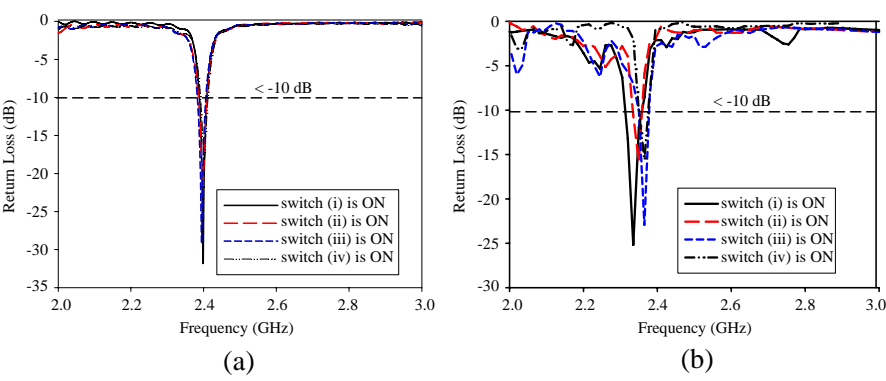 0
-5
-10
-15
-20
-25
-30
-35
Return Loss (dB)
< -10 dB
switch (i) is ON
switch (ii) is ON
switch (iii) is ON
switch (iv) is ON
2.0 2.2 2.4 2.6 2.8 3.0
Frequency (GHz)
(a)
0
-5
-10
-15
-20
-25
-30
Return Loss (dB)
< -10 dB
switch (i) is ON
switch (ii) is ON
switch (iii) is ON
switch (iv) is ON
2.0 2.2 2.4 2.6 2.8 3.0
Frequency (GHz)
(b)